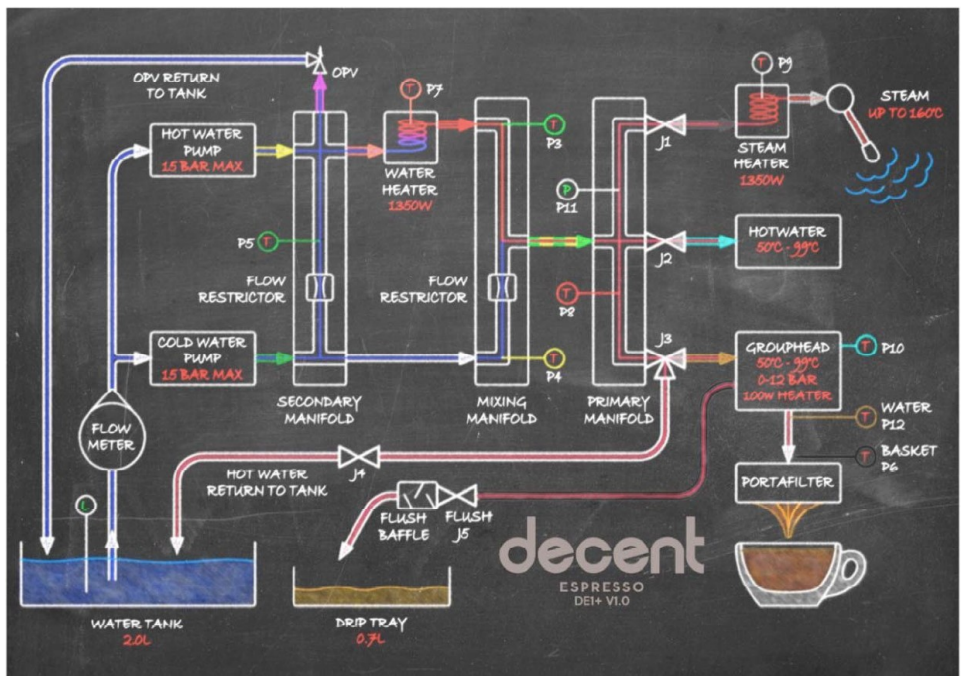 OPV RETURN
TO TANK
OPV
T
P7
HOT WATER
PUMP
15 BAR MAX
WATER
HEATER
1350W
T
P3
T
P9
J1
STEAM
HEATER
1350W
STEAM
UP TO 160°C
P
P11
P5
T
J2
HOTWATER
50°C - 99°C
FLOW
RESTRICTOR
FLOW
RESTRICTOR
T
P8
COLD WATER
PUMP
15 BAR MAX
T
P4
J3
GROUPHEAD
50°C - 99°C
0-12 BAR
100W HEATER
T
P10
SECONDARY
MANIFOLD
MIXING
MANIFOLD
PRIMARY
MANIFOLD
FLOW
METER
T
WATER
P12
T
BASKET
P6
HOT WATER
RETURN TO TANK
J4
PORTAFILTER
L
FLUSH
BAFFLE
FLUSH
J5
decent
ESPRESSO
DE1+ V1.0
WATER TANK
2.0L
DRIP TRAY
0.7L